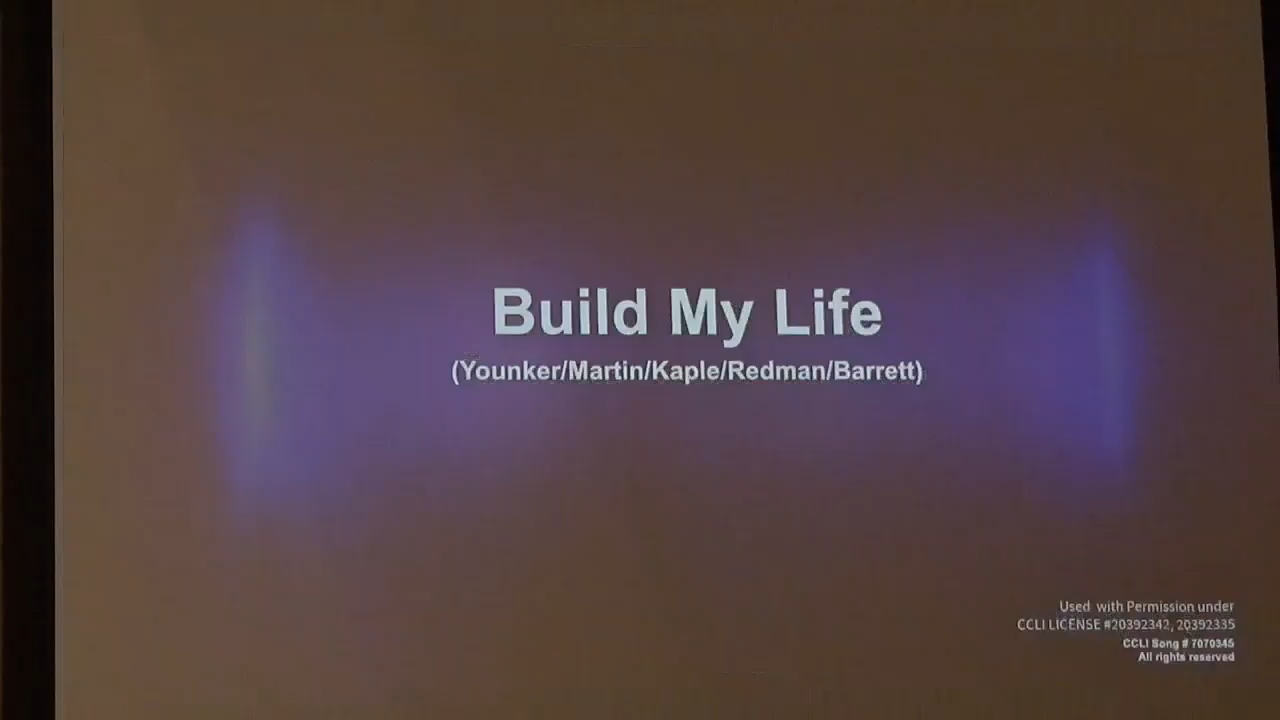 Build My Life
(Younker/Martin/Kaple/Redman/Barrett)
Used with Permission under
CCLI LICENSE #20392342, 20392335
CCLI Song # 7070345
All rights reserved